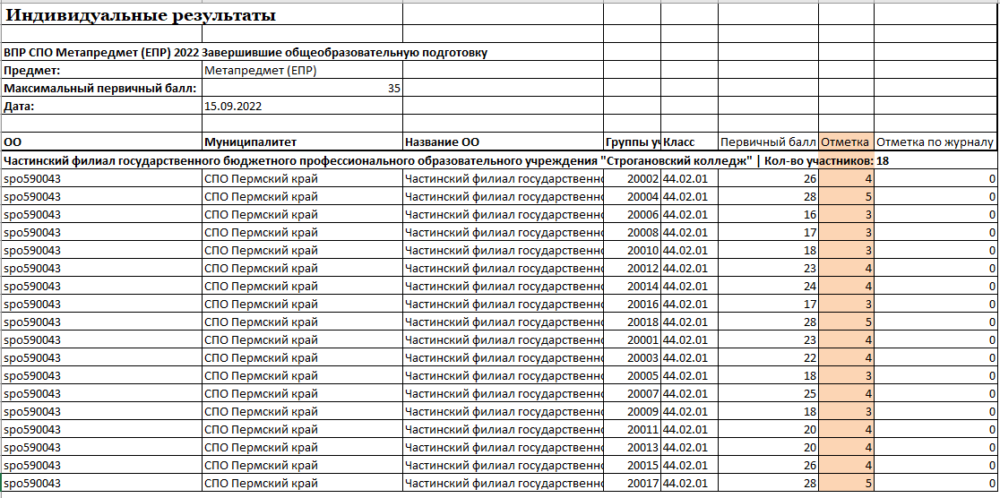 Индивидуальные результаты
ВПР СПО Метапредмет (ЕПР) 2022 Завершившие общеобразовательную подготовку
Предмет: Метапредмет (ЕПР)
Максимальный первичный балл: 35
Дата: 15.09.2022
ОО Муниципалитет Название ОО Группы уч Класс Первичный балл Отметка Отметка по журналу
Частинский филиал государственного бюджетного профессионального образовательного учреждения "Строгановский колледж" | Кол-во участников: 18
spo590043 СПО Пермский край Частинский филиал государственно 20002 44.02.01 26 4 0
spo590043 СПО Пермский край Частинский филиал государственно 20004 44.02.01 28 5 0
spo590043 СПО Пермский край Частинский филиал государственно 20006 44.02.01 16 3 0
spo590043 СПО Пермский край Частинский филиал государственно 20008 44.02.01 17 3 0
spo590043 СПО Пермский край Частинский филиал государственно 20010 44.02.01 18 3 0
spo590043 СПО Пермский край Частинский филиал государственно 20012 44.02.01 23 4 0
spo590043 СПО Пермский край Частинский филиал государственно 20014 44.02.01 24 4 0
spo590043 СПО Пермский край Частинский филиал государственно 20016 44.02.01 17 3 0
spo590043 СПО Пермский край Частинский филиал государственно 20018 44.02.01 28 5 0
spo590043 СПО Пермский край Частинский филиал государственно 20001 44.02.01 23 4 0
spo590043 СПО Пермский край Частинский филиал государственно 20003 44.02.01 22 4 0
spo590043 СПО Пермский край Частинский филиал государственно 20005 44.02.01 18 3 0
spo590043 СПО Пермский край Частинский филиал государственно 20007 44.02.01 25 4 0
spo590043 СПО Пермский край Частинский филиал государственно 20009 44.02.01 18 3 0
spo590043 СПО Пермский край Частинский филиал государственно 20011 44.02.01 20 4 0
spo590043 СПО Пермский край Частинский филиал государственно 20013 44.02.01 20 4 0
spo590043 СПО Пермский край Частинский филиал государственно 20015 44.02.01 26 4 0
spo590043 СПО Пермский край Частинский филиал государственно 20017 44.02.01 28 5 0